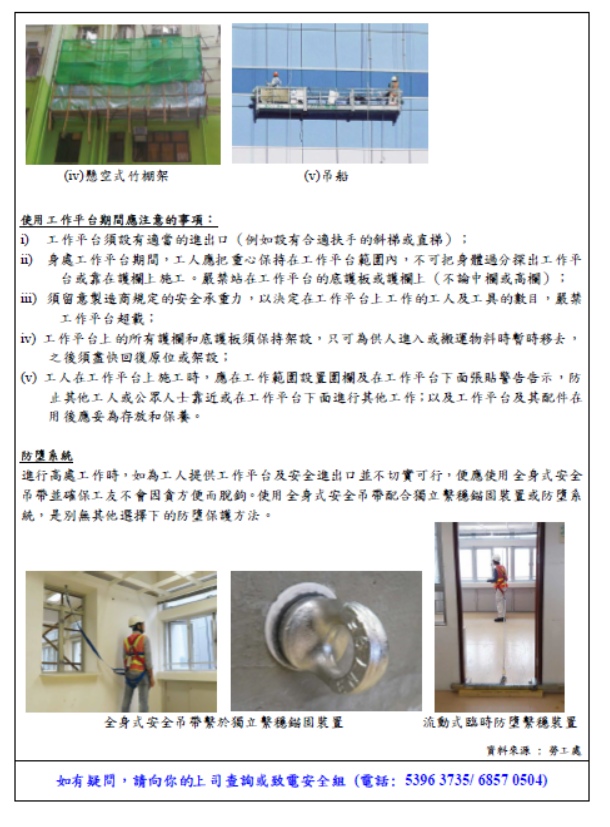 (iv)懸空式竹棚架
(v)吊船
使用工作平台期間應注意的事項：
i) 工作平台須設有適當的進出口（例如設有合適扶手的斜梯或直梯）；
ii) 身處工作平台期間，工人應把重心保持在工作平台範圍內，不可把身體過分探出工作平
台或靠在護欄上施工。嚴禁站在工作平台的底護板或護欄上（不論中欄或高欄）；
iii) 須留意製造商規定的安全承重力，以決定在工作平台上工作的工人及工具的數目，嚴禁
工作平台超載；
iv) 工作平台上的所有護欄和底護板須保持架設，只可為供人進入或搬運物料時暫時移去，
之後須盡快回復原位或架設；
(v) 工人在工作平台上施工時，應在工作範圍設置圍欄及在工作平台下面張貼警告告示，防
止其他工人或公眾人士靠近或在工作平台下面進行其他工作；以及工作平台及其配件在
用後應妥為存放和保養。
防墮系統
進行高處工作時，如為工人提供工作平台及安全進出口並不切實可行，便應使用全身式安全
吊帶並確保工友不會因貪方便而脫鉤。使用全身式安全吊帶配合獨立繫穩錨固裝置或防墮系
統，是別無其他選擇下的防墮保護方法。
全身式安全吊帶繫於獨立繫穩錨固裝置
流動式臨時防墮繫穩裝置
資料來源 : 勞工處
如有疑問，請向你的上司查詢或致電安全組 (電話: 5396 3735/ 6857 0504)